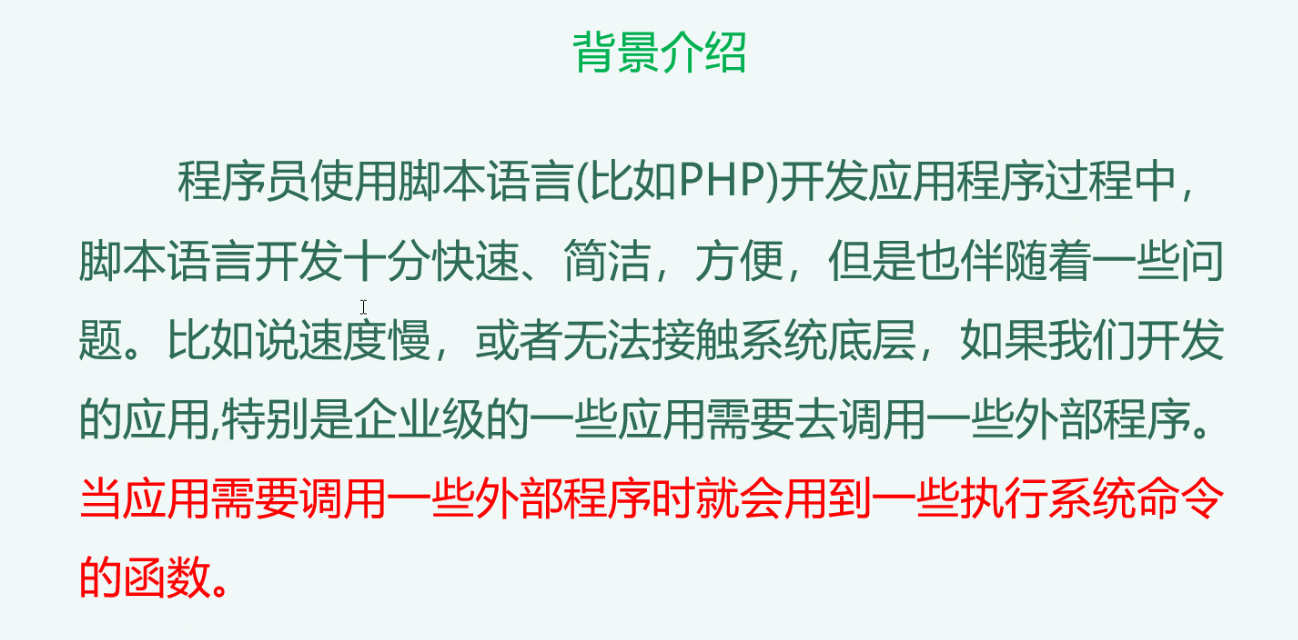 背景介绍
程序员使用脚本语言(比如PHP)开发应用程序过程中，
脚本语言开发十分快速、简洁，方便，但是也伴随着一些问
题。比如说速度慢，或者无法接触系统底层，如果我们开发
的应用,特别是企业级的一些应用需要去调用一些外部程序。
当应用需要调用一些外部程序时就会用到一些执行系统命令
的函数。